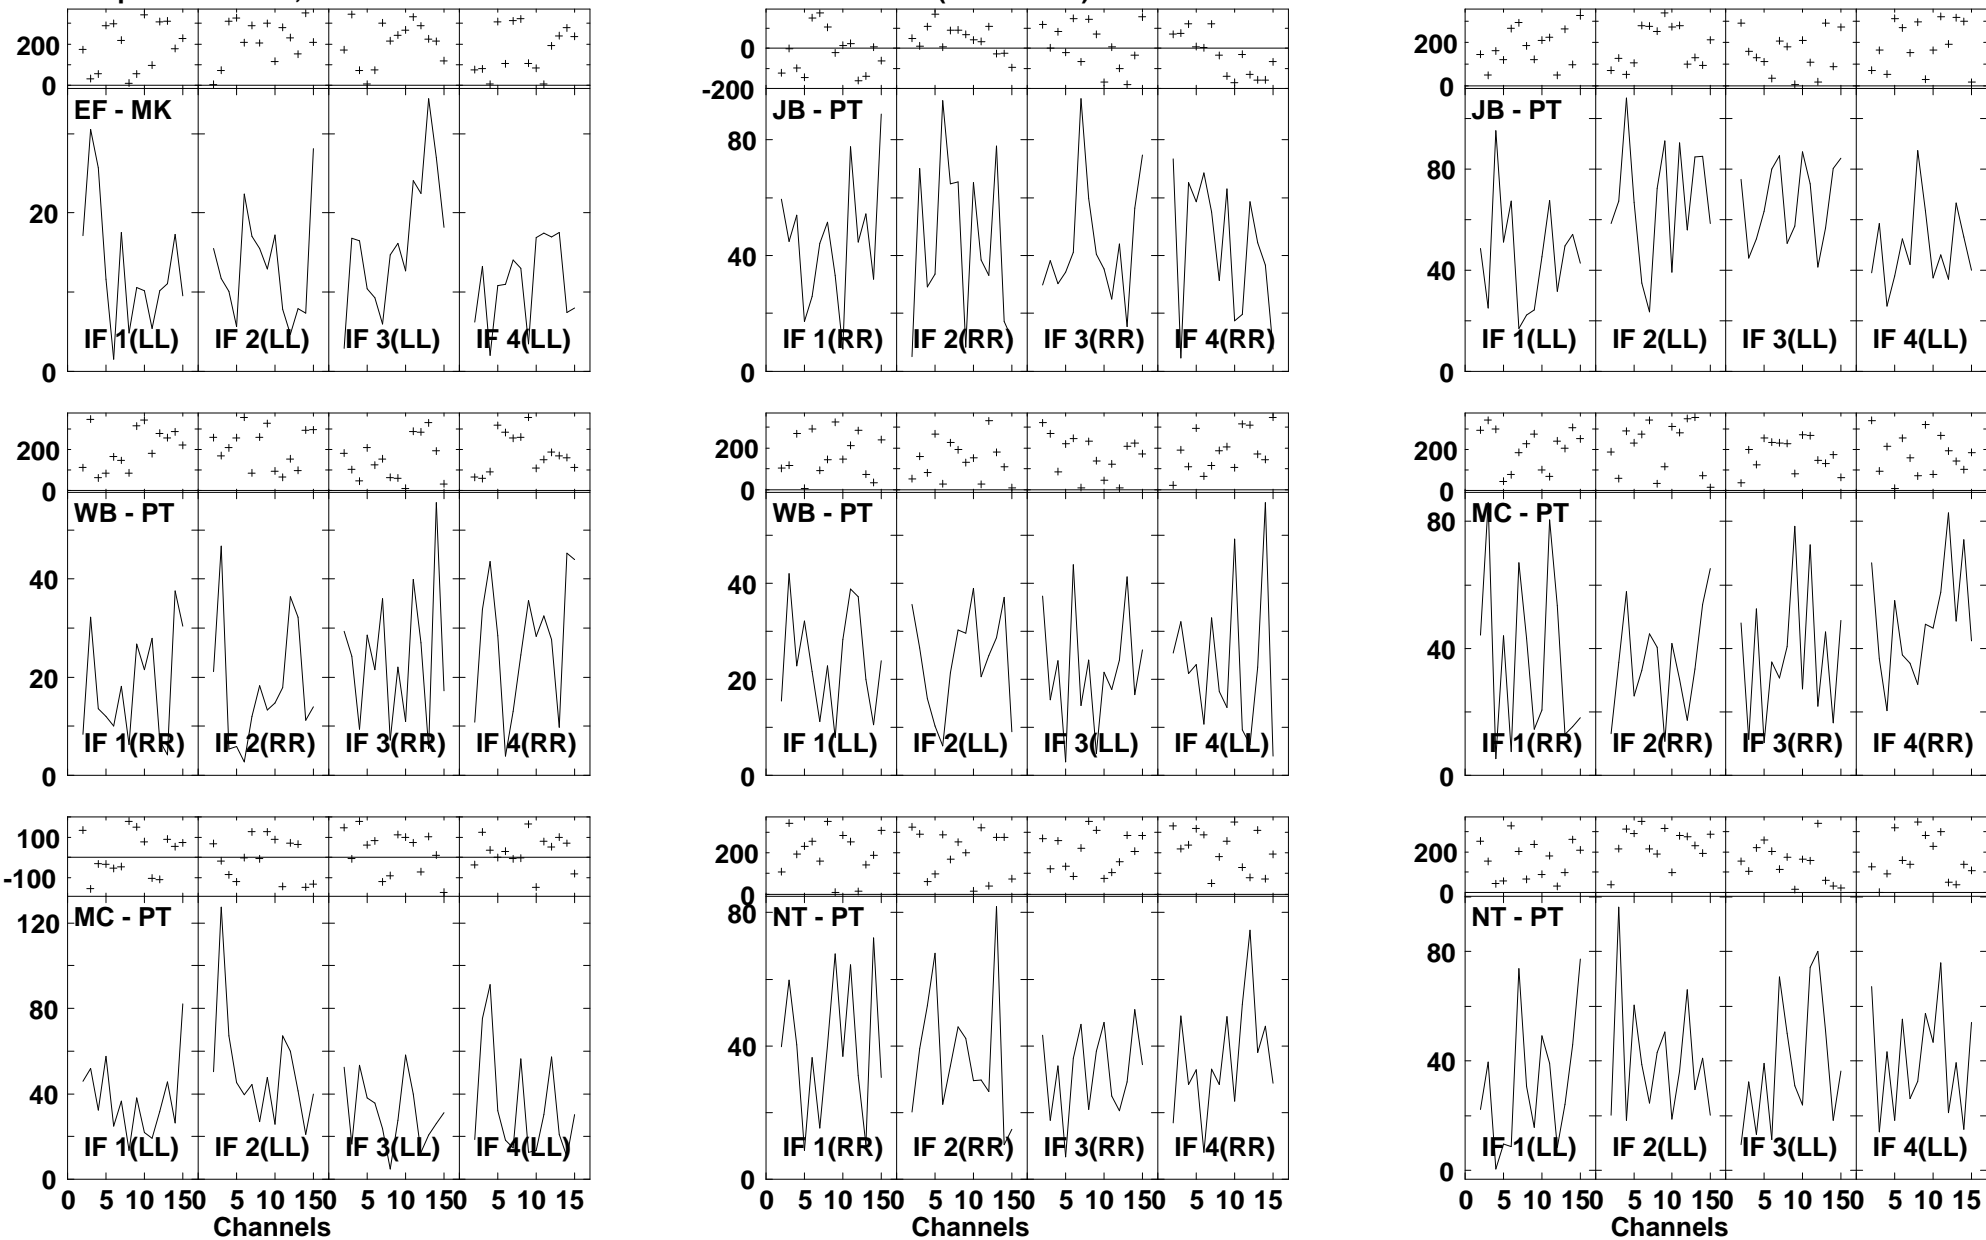 200
0
EF - MK
20
0
IF 1(LL) IF 2(LL) IF 3(LL) IF 4(LL)
0
-200
JB - PT
80
40
0
IF 1(RR) IF 2(RR) IF 3(RR) IF 4(RR)
200
0
JB - PT
80
40
0
IF 1(LL) IF 2(LL) IF 3(LL) IF 4(LL)
200
0
WB - PT
40
20
0
IF 1(RR) IF 2(RR) IF 3(RR) IF 4(RR)
200
0
WB - PT
40
20
0
IF 1(LL) IF 2(LL) IF 3(LL) IF 4(LL)
200
0
MC - PT
80
40
0
IF 1(RR) IF 2(RR) IF 3(RR) IF 4(RR)
100
-100
MC - PT
120
80
40
0
IF 1(LL) IF 2(LL) IF 3(LL) IF 4(LL)
0 5 10 150 5 10 150 5 10 150 5 10 15
Channels
200
0
NT - PT
80
40
0
IF 1(RR) IF 2(RR) IF 3(RR) IF 4(RR)
0 5 10 150 5 10 150 5 10 150 5 10 15
Channels
200
0
NT - PT
80
40
0
IF 1(LL) IF 2(LL) IF 3(LL) IF 4(LL)
0 5 10 150 5 10 150 5 10 150 5 10 15
Channels